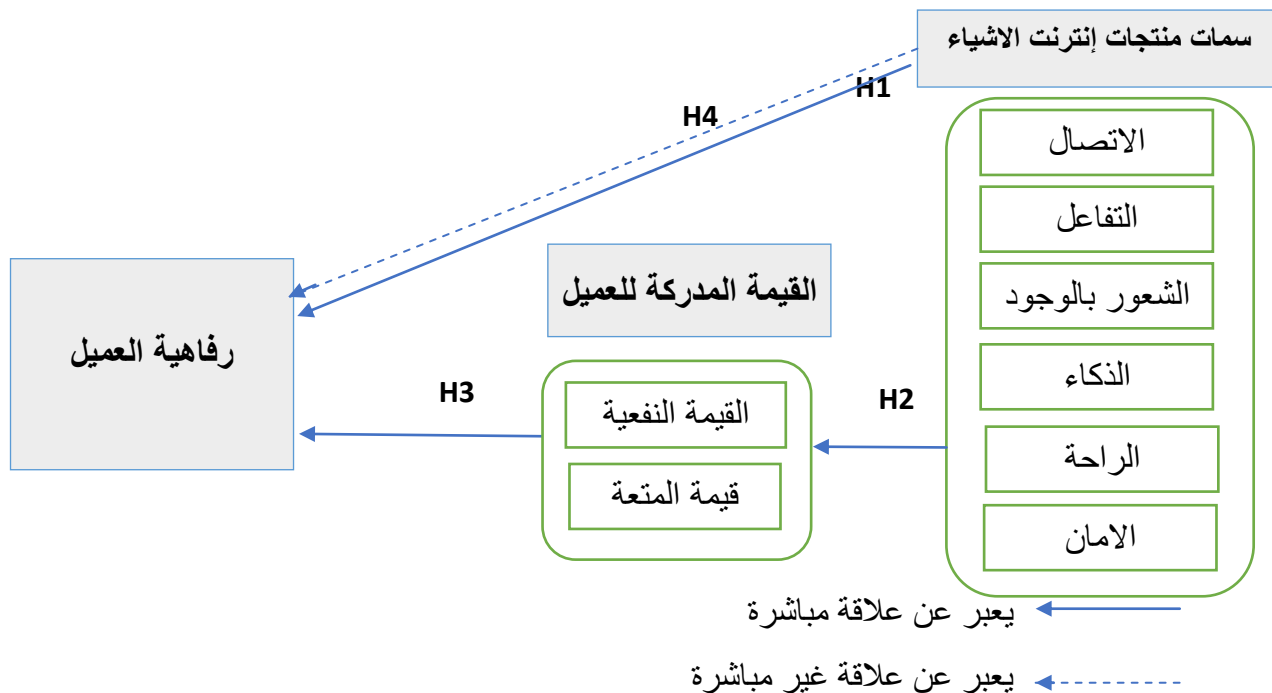 سمات منتجات إنترنت الاشياء
H1
H4
الاتصال
التفاعل
الشعور بالوجود
الذكاء
الراحة
الامان
H2
القيمة المدركة للعميل
القيمة النفعية
قيمة المتعة
H3
رفاهية العميل
يعبر عن علاقة مباشرة
يعبر عن علاقة غير مباشرة